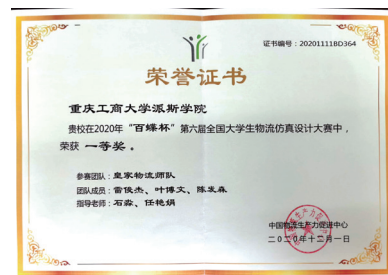 证书编号：20201111BD364
荣誉证书
重庆工商大学派斯学院
贵校在2020年“百蝶杯”第六届全国大学生物流仿真设计大赛中，
荣获 一等奖。
参赛团队：皇家物流师队
团队成员：雷俊杰、叶博文、陈发森
指导老师：石淼、任艳娟
中国物流生产力促进中心
二〇二〇年十二月一日